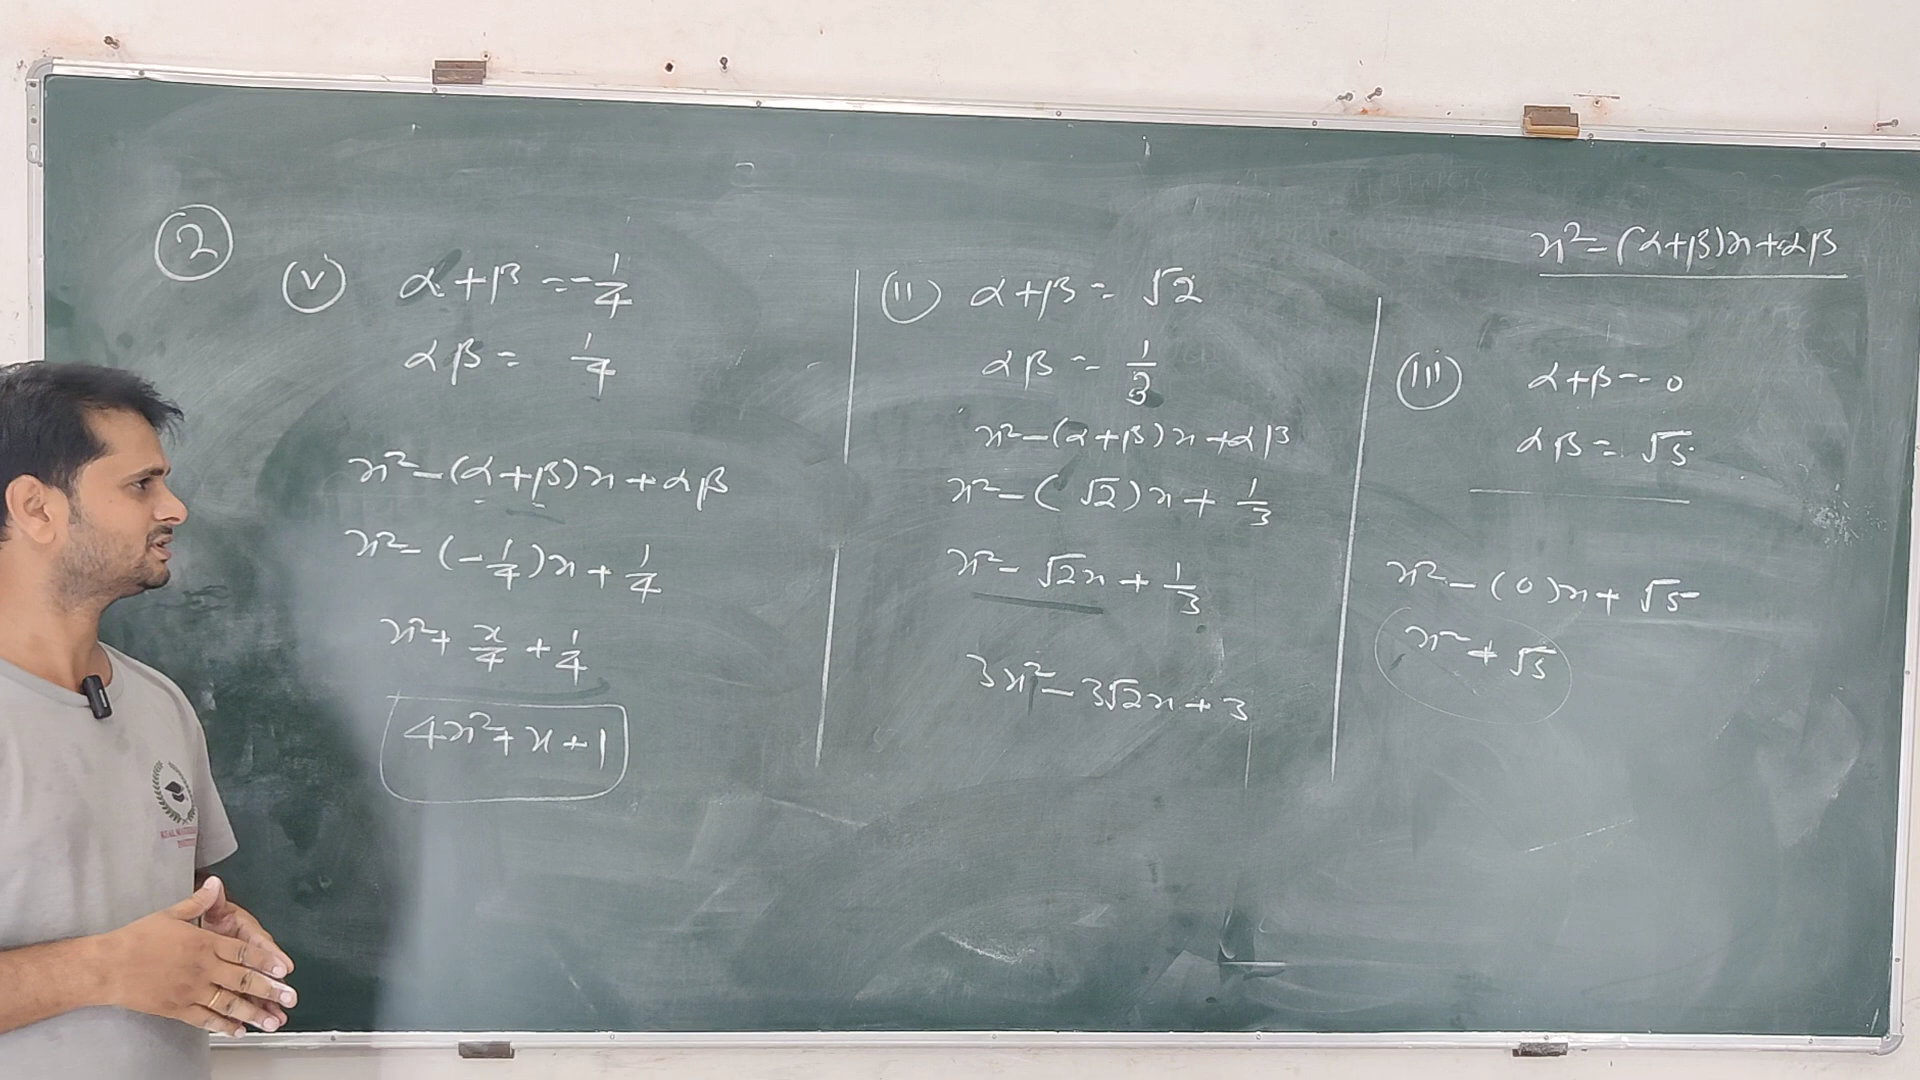 ②
(v) α+β = -1/4
αβ = 1/4
x²-(α+β)x+αβ
x²-(-1/4)x+1/4
x²+x/4+1/4
4x²+x+1
(ii) α+β = √2
αβ = 1/3
x²-(α+β)x+αβ
x²-(√2)x+1/3
x²-√2x+1/3
3x²-3√2x+3
x²-(α+β)x+αβ
(iii) α+β = 0
αβ = √5
x²-(0)x+√5
x²+√5